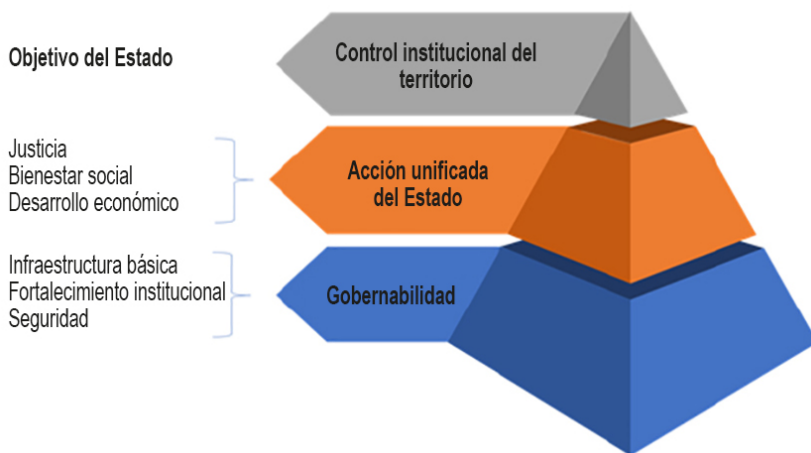 Objetivo del Estado
Control institucional del
territorio
Justicia
Bienestar social
Desarrollo económico
Acción unificada
del Estado
Infraestructura básica
Fortalecimiento institucional
Seguridad
Gobernabilidad